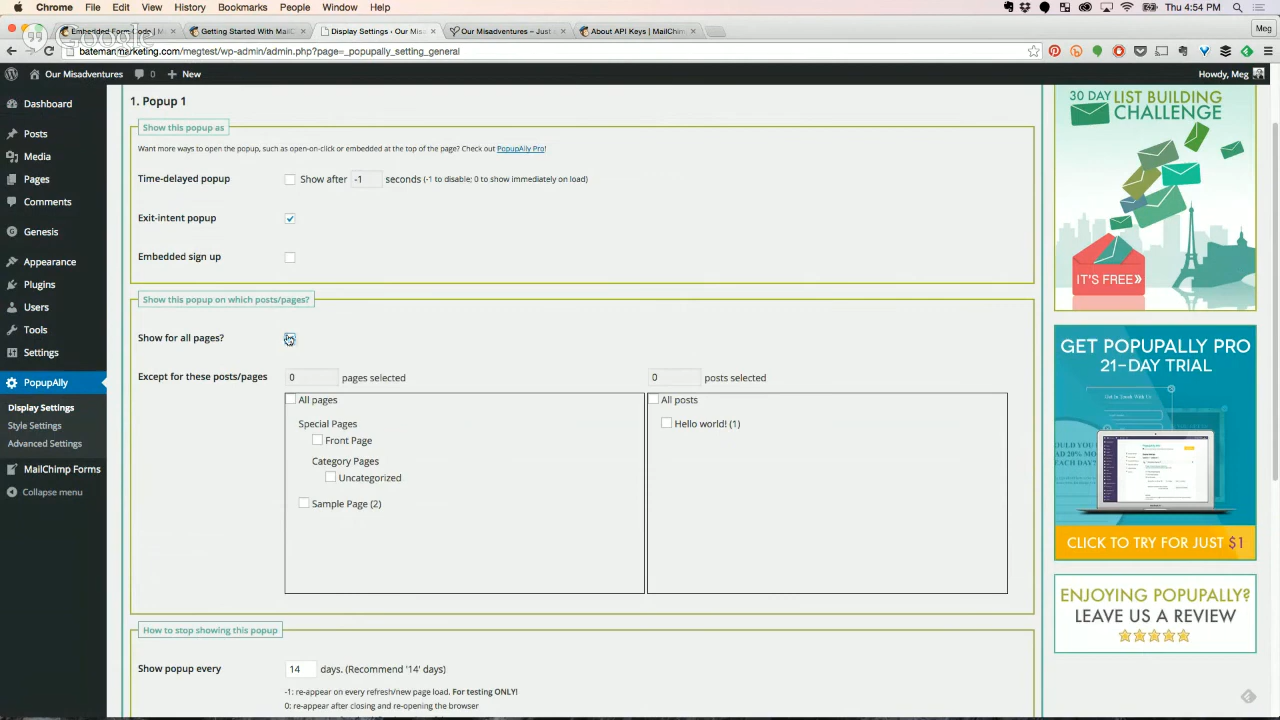 Chrome File Edit View History Bookmarks People Window Help Thu 4:54 PM
Embedded Form Code | M Getting Started With MailC Display Settings ‹ Our Mis Our Misadventures – Just a About API Keys | MailChim Meg
Google
batemanmarketing.com/megtest/wp-admin/admin.php?page=_popupally_setting_general
Our Misadventures 0 New Howdy, Meg
Dashboard
Posts
Media
Pages
Comments
Genesis
Appearance
Plugins
Users
Tools
Settings
PopupAlly
Display Settings
Style Settings
Advanced Settings
MailChimp Forms
Collapse menu
1. Popup 1
Show this popup as
Want more ways to open the popup, such as open-on-click or embedded at the top of the page? Check out PopupAlly Pro!
Time-delayed popup Show after -1 seconds (-1 to disable; 0 to show immediately on load)
Exit-intent popup
Embedded sign up
Show this popup on which posts/pages?
Show for all pages?
Except for these posts/pages 0 pages selected 0 posts selected
All pages All posts
Special Pages Hello world! (1)
Front Page
Category Pages
Uncategorized
Sample Page (2)
How to stop showing this popup
Show popup every 14 days. (Recommend '14' days)
-1: re-appear on every refresh/new page load. For testing ONLY!
0: re-appear after closing and re-opening the browser
30 DAY LIST BUILDING
CHALLENGE
IT'S FREE»
GET POPUPALLY PRO
21-DAY TRIAL
CLICK TO TRY FOR JUST $1
ENJOYING POPUPALLY?
LEAVE US A REVIEW